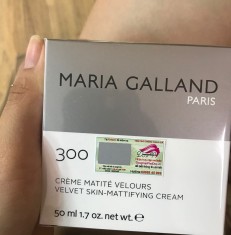 MARIA GALLAND
PARIS
300
CRÈME MATITÉ VELOURS
VELVET SKIN-MATTIFYING CREAM
50 ml 1.7 oz. net wt. ℮